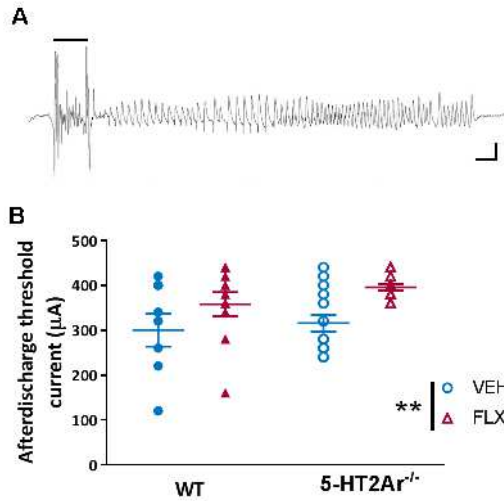 A
B
Afterdischarge threshold
current (μA)
500
400
300
200
100
0
WT
5-HT2Ar-/-
** VEH
FLX